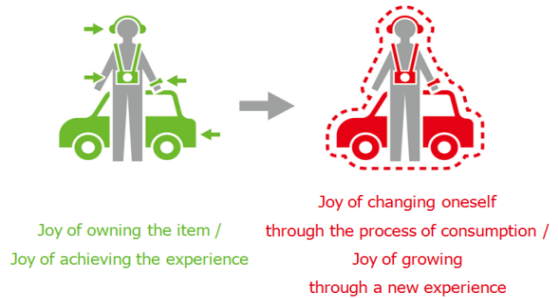 Joy of owning the item /
Joy of achieving the experience
Joy of changing oneself
through the process of consumption /
Joy of growing
through a new experience